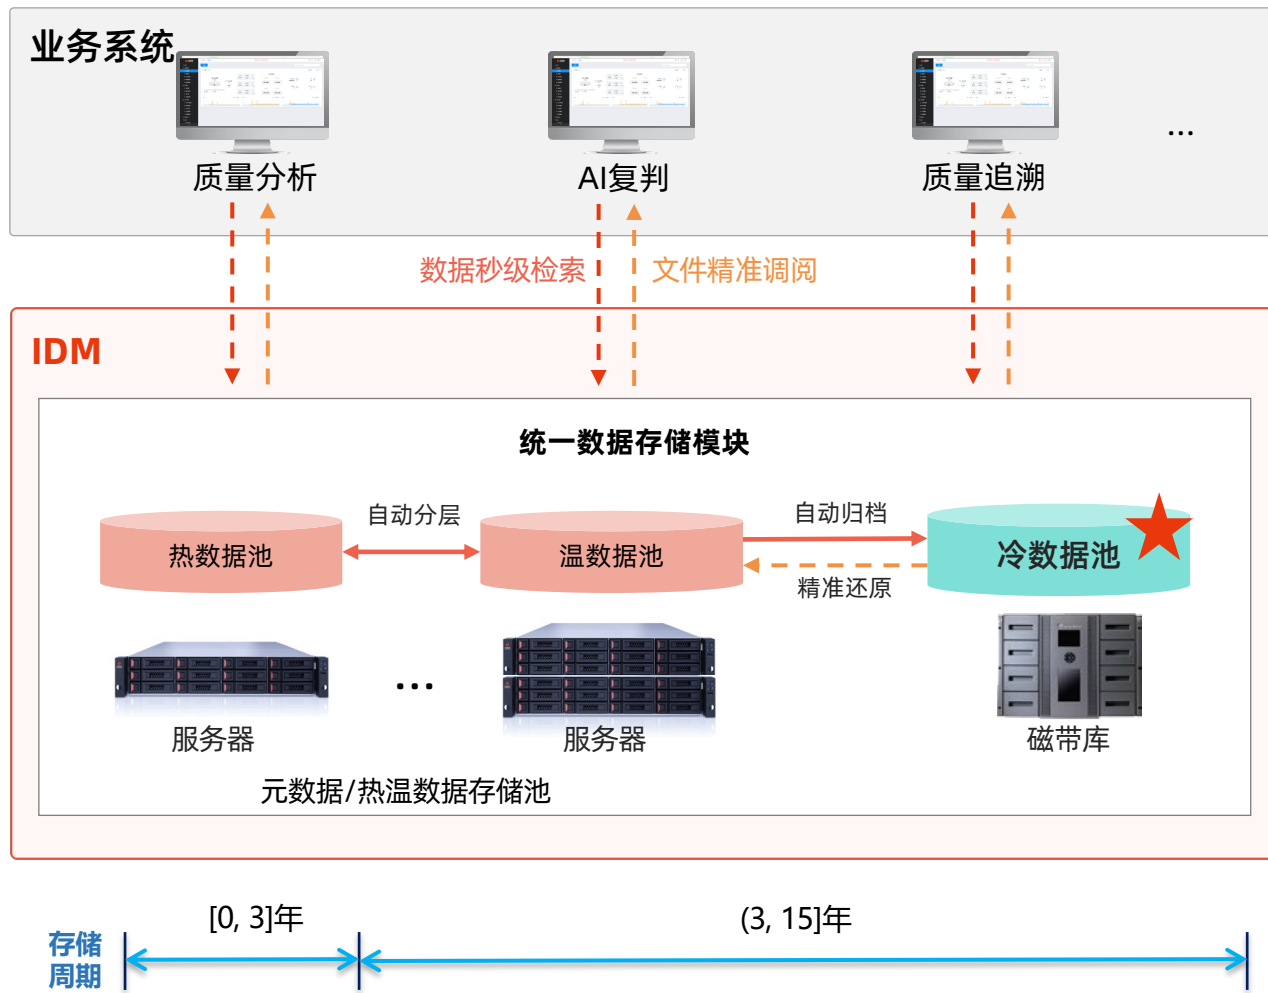 业务系统
质量分析
AI复判
质量追溯
...
数据秒级检索
文件精准调阅
IDM
统一数据存储模块
自动分层
自动归档
热数据池
温数据池
冷数据池
精准还原
...
服务器
服务器
磁带库
元数据/热温数据存储池
[0, 3]年
(3, 15]年
存储
周期